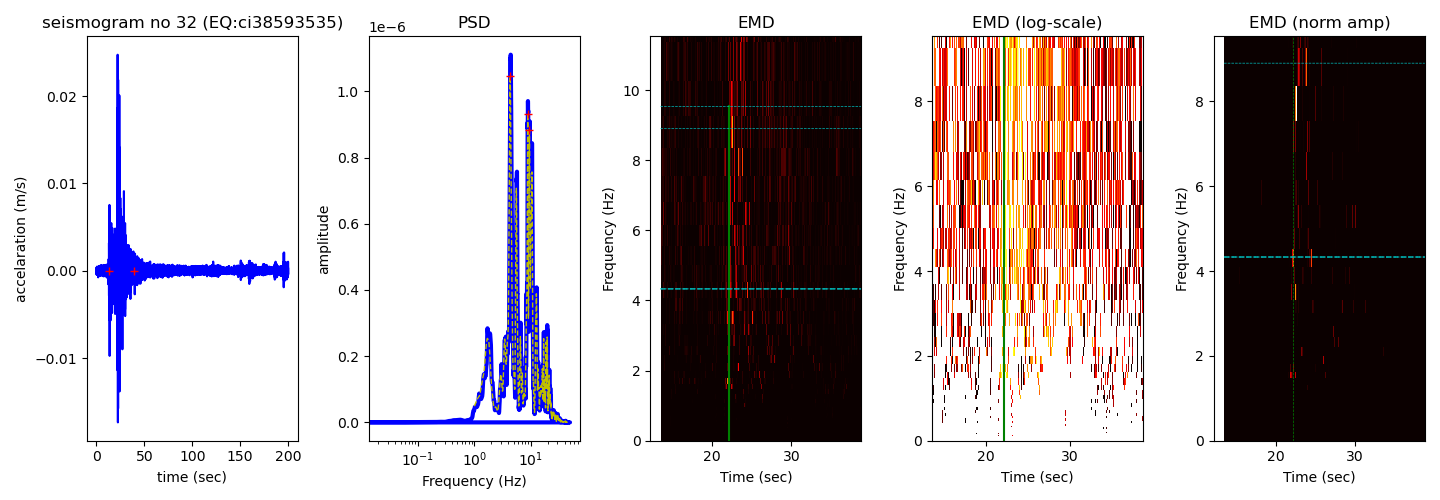 seismogram no 32 (EQ:ci38593535)
accelaration (m/s)
0.02
0.01
0.00
−0.01
0
50
100
150
200
time (sec)
PSD
1e−6
amplitude
1.0
0.8
0.6
0.4
0.2
0.0
10⁻¹
10⁰
10¹
Frequency (Hz)
EMD
Frequency (Hz)
10
8
6
4
2
0
20
30
Time (sec)
EMD (log-scale)
Frequency (Hz)
8
6
4
2
0
20
30
Time (sec)
EMD (norm amp)
Frequency (Hz)
8
6
4
2
0
20
30
Time (sec)